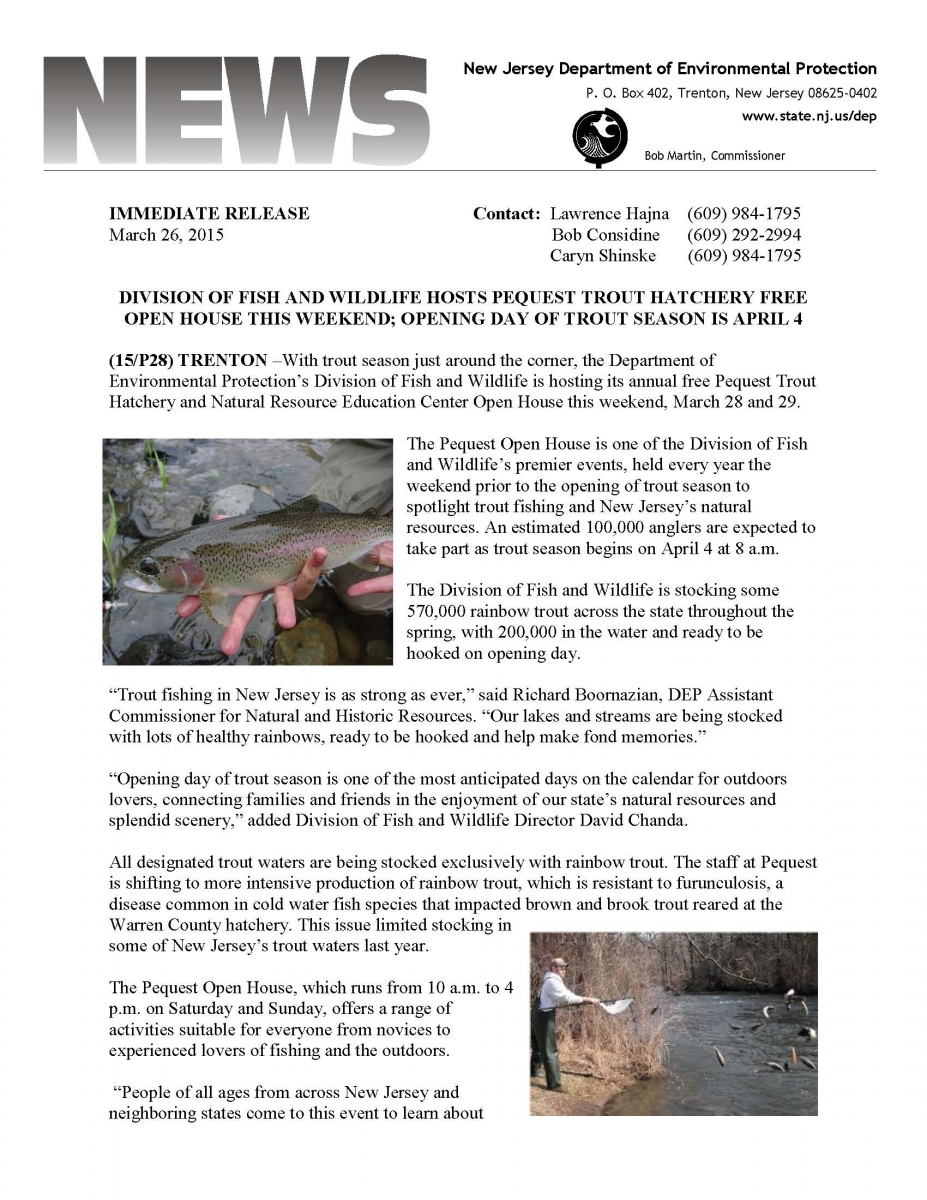 NEWS
New Jersey Department of Environmental Protection
P. O. Box 402, Trenton, New Jersey 08625-0402
www.state.nj.us/dep
Bob Martin, Commissioner
IMMEDIATE RELEASE
March 26, 2015
Contact: Lawrence Hajna (609) 984-1795
Bob Considine (609) 292-2994
Caryn Shinske (609) 984-1795
DIVISION OF FISH AND WILDLIFE HOSTS PEQUEST TROUT HATCHERY FREE
OPEN HOUSE THIS WEEKEND; OPENING DAY OF TROUT SEASON IS APRIL 4
(15/P28) TRENTON –With trout season just around the corner, the Department of
Environmental Protection’s Division of Fish and Wildlife is hosting its annual free Pequest Trout
Hatchery and Natural Resource Education Center Open House this weekend, March 28 and 29.
The Pequest Open House is one of the Division of Fish
and Wildlife’s premier events, held every year the
weekend prior to the opening of trout season to
spotlight trout fishing and New Jersey’s natural
resources. An estimated 100,000 anglers are expected to
take part as trout season begins on April 4 at 8 a.m.
The Division of Fish and Wildlife is stocking some
570,000 rainbow trout across the state throughout the
spring, with 200,000 in the water and ready to be
hooked on opening day.
“Trout fishing in New Jersey is as strong as ever,” said Richard Boornazian, DEP Assistant
Commissioner for Natural and Historic Resources. “Our lakes and streams are being stocked
with lots of healthy rainbows, ready to be hooked and help make fond memories.”
“Opening day of trout season is one of the most anticipated days on the calendar for outdoors
lovers, connecting families and friends in the enjoyment of our state’s natural resources and
splendid scenery,” added Division of Fish and Wildlife Director David Chanda.
All designated trout waters are being stocked exclusively with rainbow trout. The staff at Pequest
is shifting to more intensive production of rainbow trout, which is resistant to furunculosis, a
disease common in cold water fish species that impacted brown and brook trout reared at the
Warren County hatchery. This issue limited stocking in
some of New Jersey’s trout waters last year.
The Pequest Open House, which runs from 10 a.m. to 4
p.m. on Saturday and Sunday, offers a range of
activities suitable for everyone from novices to
experienced lovers of fishing and the outdoors.
“People of all ages from across New Jersey and
neighboring states come to this event to learn about